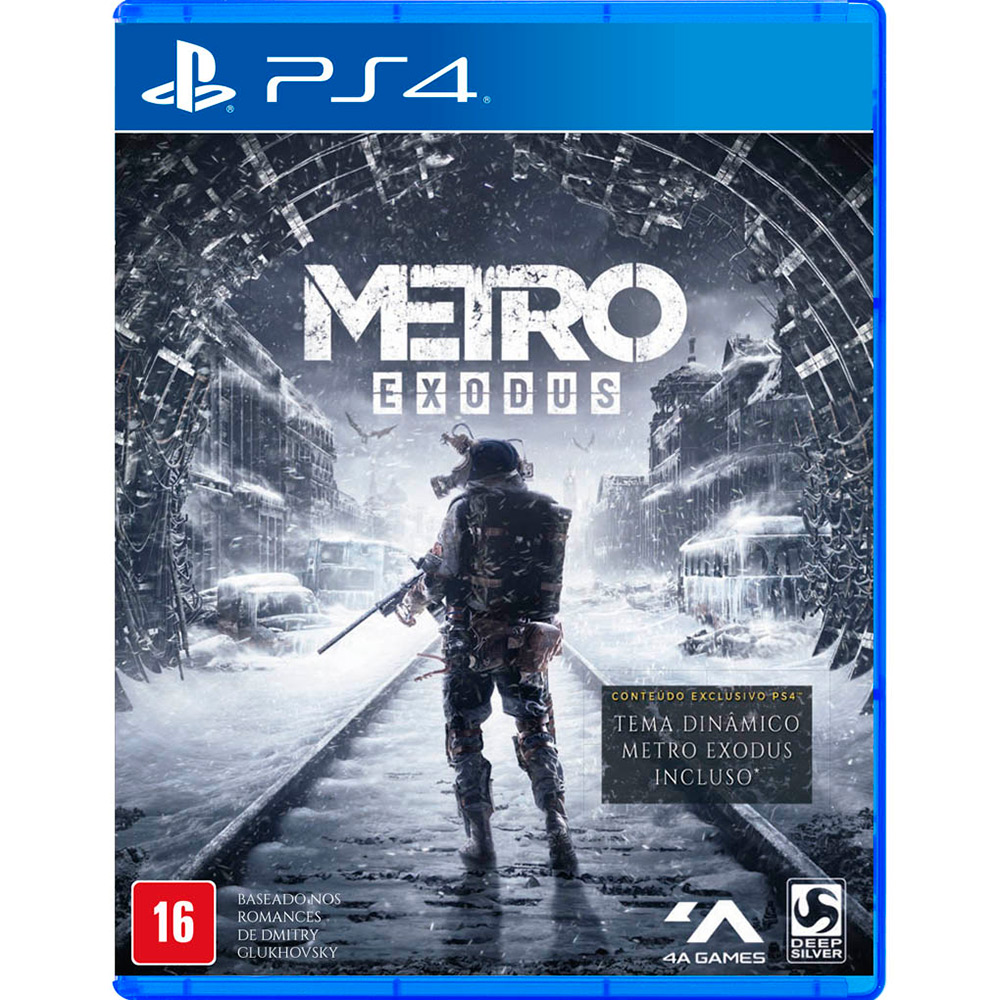 PS4
METRO
EXODUS
CONTEÚDO EXCLUSIVO PS4™
TEMA DINÂMICO
METRO EXODUS
INCLUSO*
16
BASEADO NOS
ROMANCES
DE DMITRY
GLUKHOVSKY
4A GAMES
DEEP
SILVER